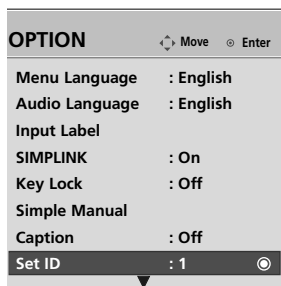 OPTION Move Enter
Menu Language : English
Audio Language : English
Input Label
SIMPLINK : On
Key Lock : Off
Simple Manual
Caption : Off
Set ID : 1